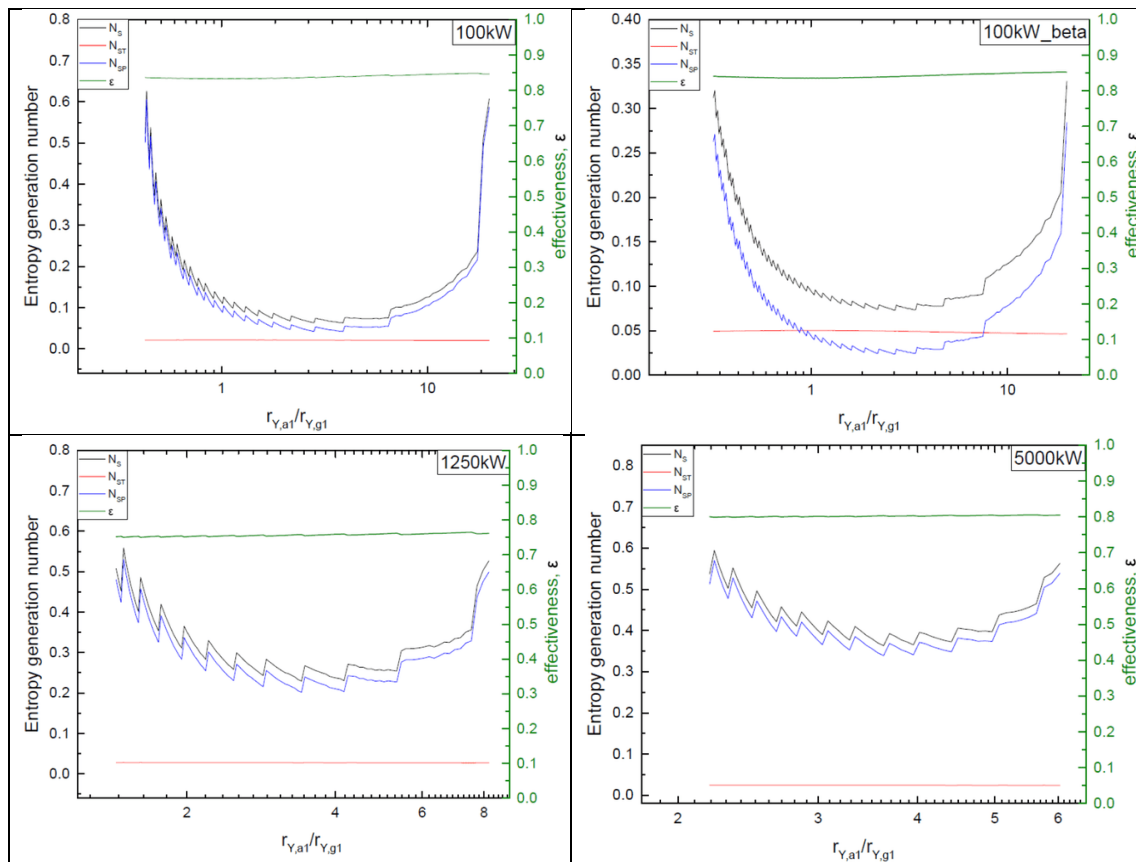 100kW
N_S
N_ST
N_SP
ε
Entropy generation number
0.8
0.7
0.6
0.5
0.4
0.3
0.2
0.1
0.0
1
10
r_Y,a1/r_Y,g1
1.0
0.9
0.8
0.7
0.6
0.5
0.4
0.3
0.2
0.1
0.0
effectiveness, ε
100kW_beta
N_S
N_ST
N_SP
ε
Entropy generation number
0.40
0.35
0.30
0.25
0.20
0.15
0.10
0.05
0.00
1
10
r_Y,a1/r_Y,g1
1.0
0.9
0.8
0.7
0.6
0.5
0.4
0.3
0.2
0.1
0.0
effectiveness, ε
1250kW
N_S
N_ST
N_SP
ε
Entropy generation number
0.8
0.7
0.6
0.5
0.4
0.3
0.2
0.1
0.0
2
4
6
8
r_Y,a1/r_Y,g1
1.0
0.9
0.8
0.7
0.6
0.5
0.4
0.3
0.2
0.1
0.0
effectiveness, ε
5000kW
N_S
N_ST
N_SP
ε
Entropy generation number
0.8
0.7
0.6
0.5
0.4
0.3
0.2
0.1
0.0
2
3
4
5
6
r_Y,a1/r_Y,g1
1.0
0.9
0.8
0.7
0.6
0.5
0.4
0.3
0.2
0.1
0.0
effectiveness, ε